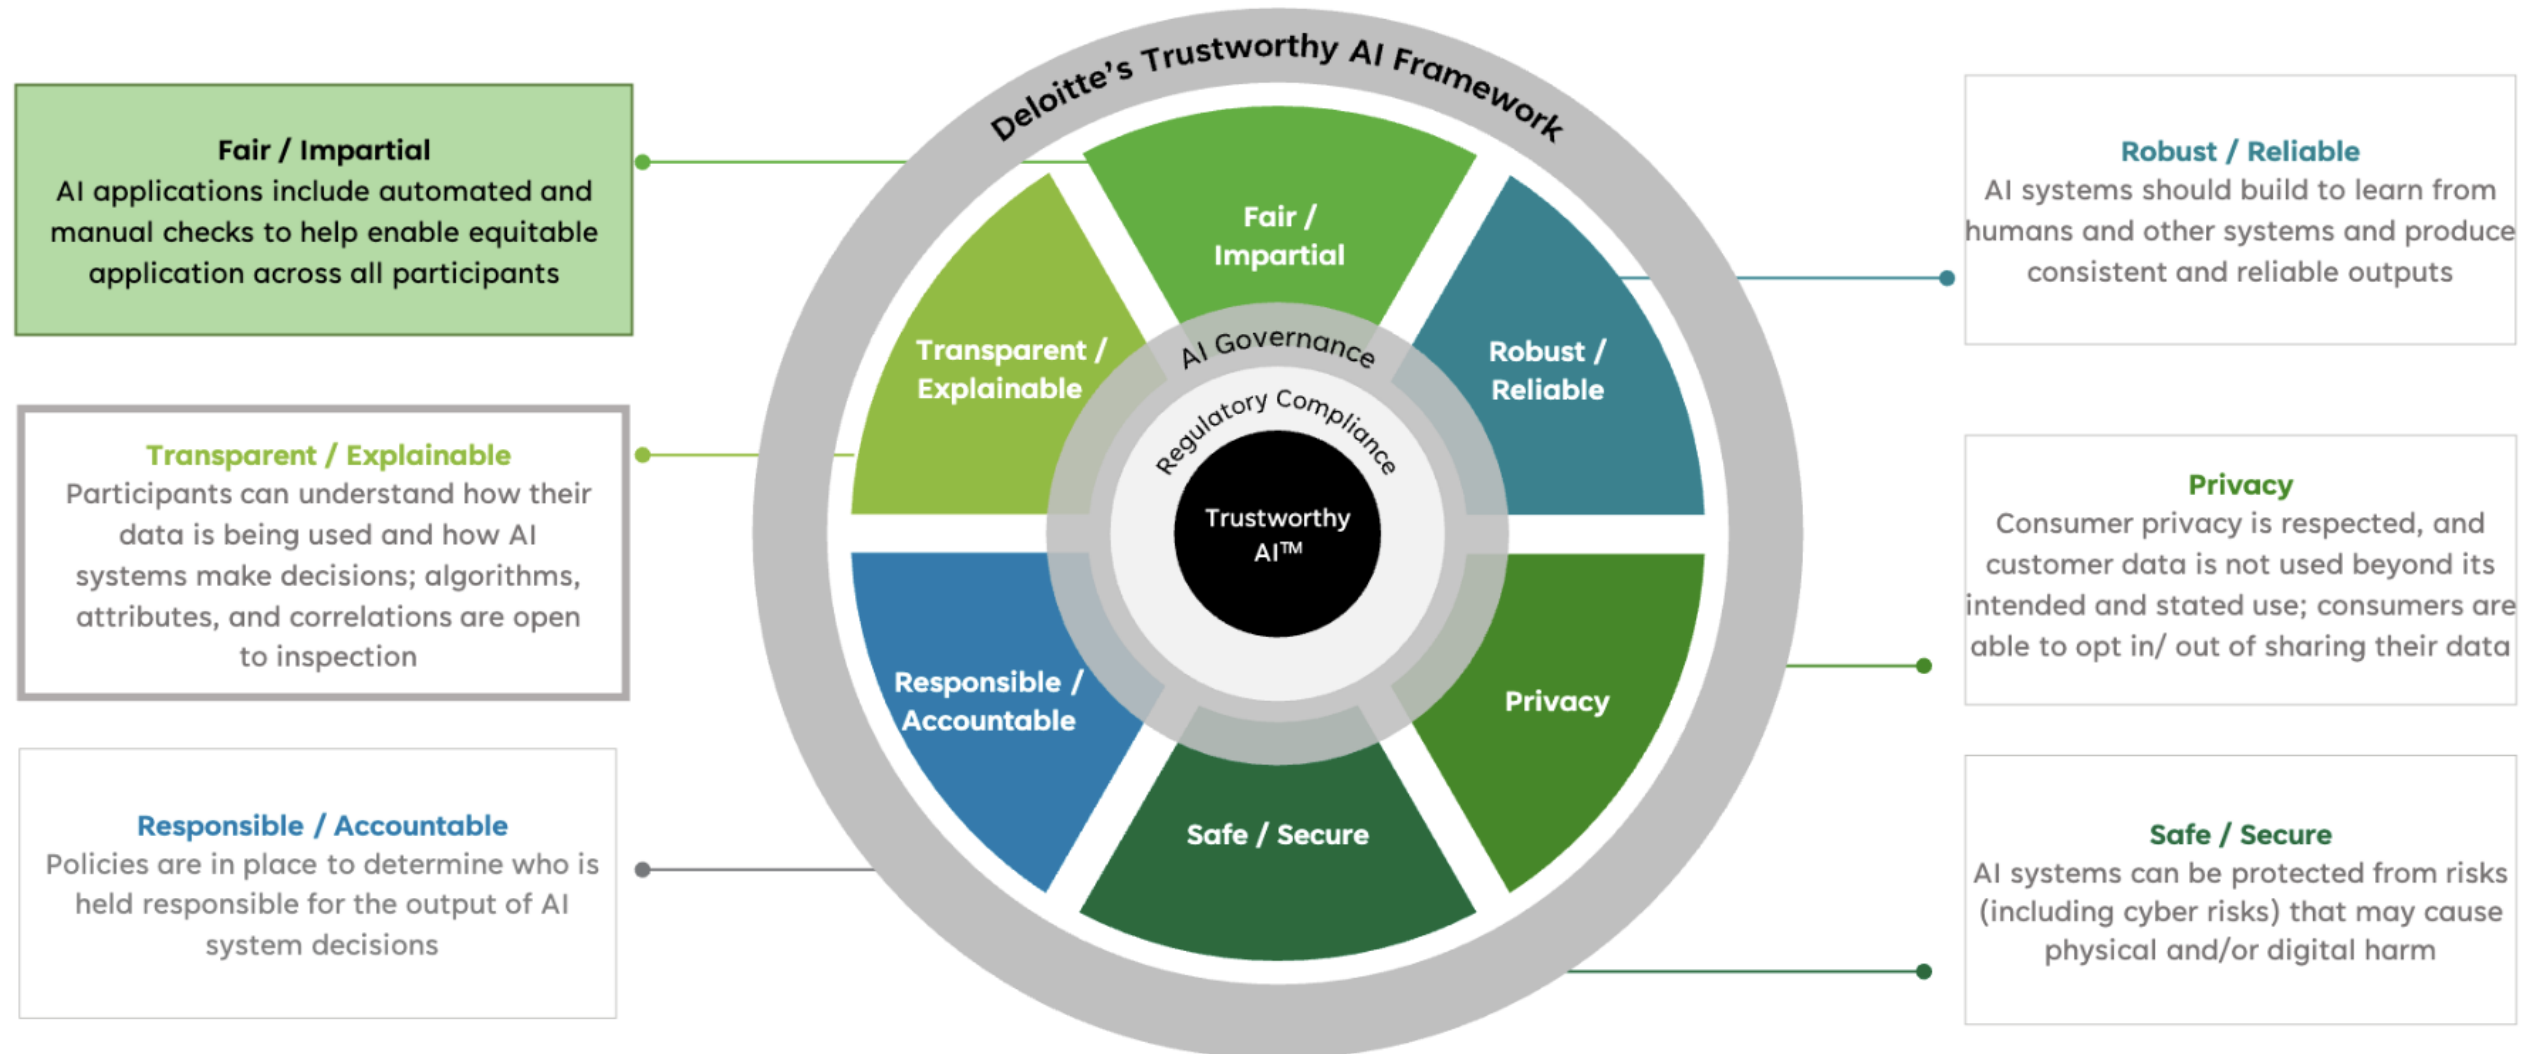 Deloitte's Trustworthy AI Framework
Fair / Impartial
AI applications include automated and
manual checks to help enable equitable
application across all participants
Transparent / Explainable
Participants can understand how their
data is being used and how AI
systems make decisions; algorithms,
attributes, and correlations are open
to inspection
Responsible / Accountable
Policies are in place to determine who is
held responsible for the output of AI
system decisions
Fair /
Impartial
Transparent /
Explainable
Robust /
Reliable
AI Governance
Regulatory Compliance
Trustworthy
AI™
Responsible /
Accountable
Privacy
Safe / Secure
Robust / Reliable
AI systems should build to learn from
humans and other systems and produce
consistent and reliable outputs
Privacy
Consumer privacy is respected, and
customer data is not used beyond its
intended and stated use; consumers are
able to opt in/ out of sharing their data
Safe / Secure
AI systems can be protected from risks
(including cyber risks) that may cause
physical and/or digital harm